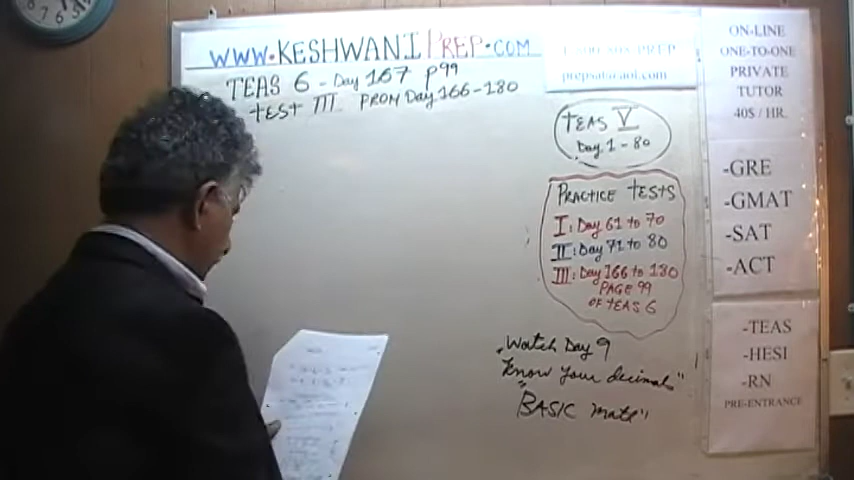 WWW.KESHWANIPREP.COM
TEAS 6 - Day 167 P99
TEST III FROM Day 166-180
TEAS V
Day 1-80
PRACTICE TESTS
I: Day 61 to 70
II: Day 71 to 80
III: Day 166 to 180
PAGE 99
OF TEAS 6
Watch Day 9
"Know your decimals"
"BASIC Math"
ON-LINE
ONE-TO-ONE
PRIVATE
TUTOR
40$ / HR.
-GRE
-GMAT
-SAT
-ACT
-TEAS
-HESI
-RN
PRE-ENTRANCE